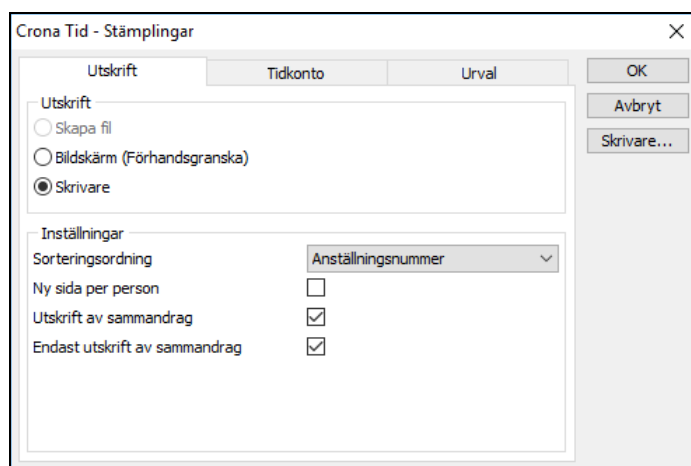 Crona Tid - Stämplingar
Utskrift Tidkonto Urval
OK
Avbryt
Skrivare...
Utskrift
Skapa fil
Bildskärm (Förhandsgranska)
Skrivare
Inställningar
Sorteringsordning Anställningsnummer
Ny sida per person
Utskrift av sammandrag
Endast utskrift av sammandrag